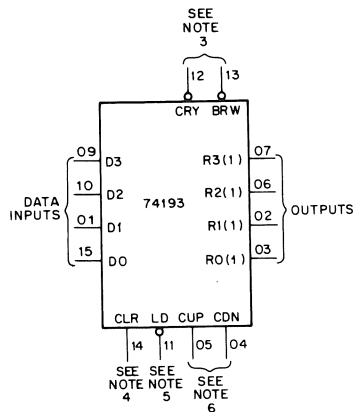 SEE
NOTE
3
12 13
CRY BRW
09 D3 R3(1) 07
10 D2 R2(1) 06
DATA
INPUTS
74193
OUTPUTS
01 D1 R1(1) 02
15 D0 R0(1) 03
CLR LD CUP CDN
14 11 05 04
SEE
NOTE
4
SEE
NOTE
5
SEE
NOTE
6